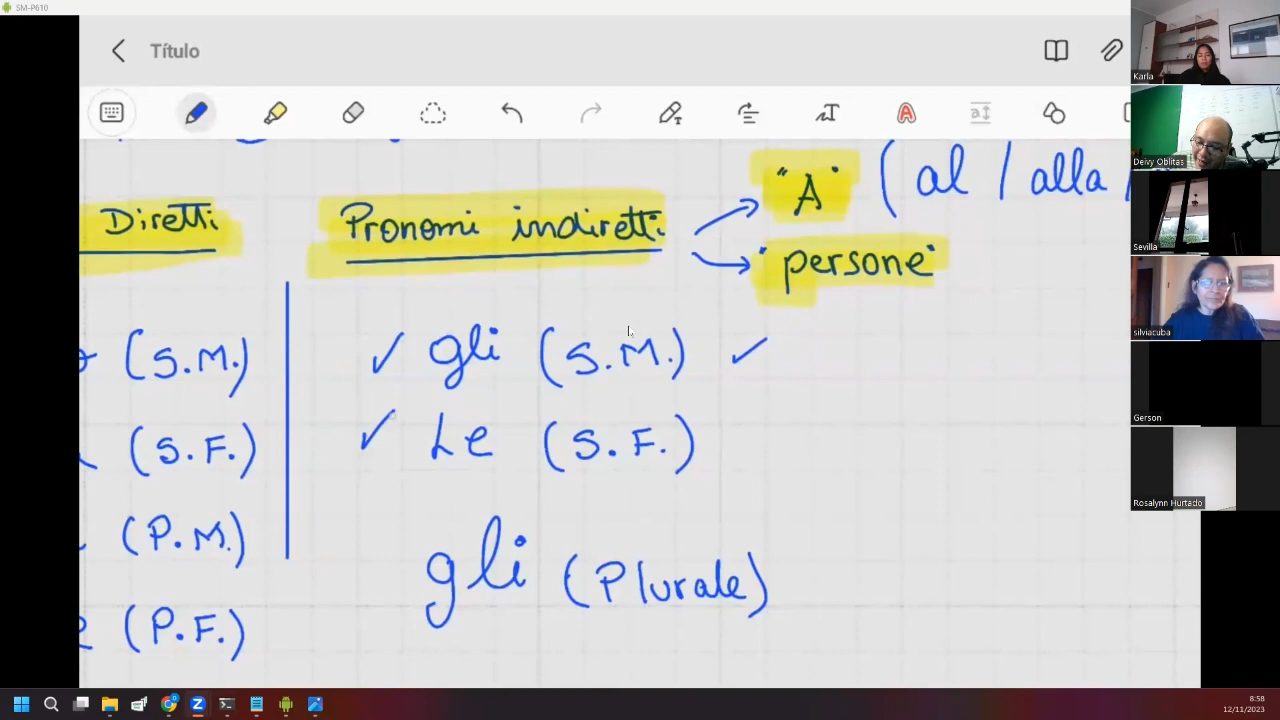 SM-P610
Título
Karla
Deivy Oblitas
Sevilla
silviacuba
Gerson
Rosalynn Hurtado
Diretti
Pronomi indiretti
"A" (al / alla /
"persone"
(S.M.)
gli (S.M.)
(S.F.)
Le (S.F.)
(P.M.)
gli (Plurale)
(P.F.)
8:58
12/11/2023